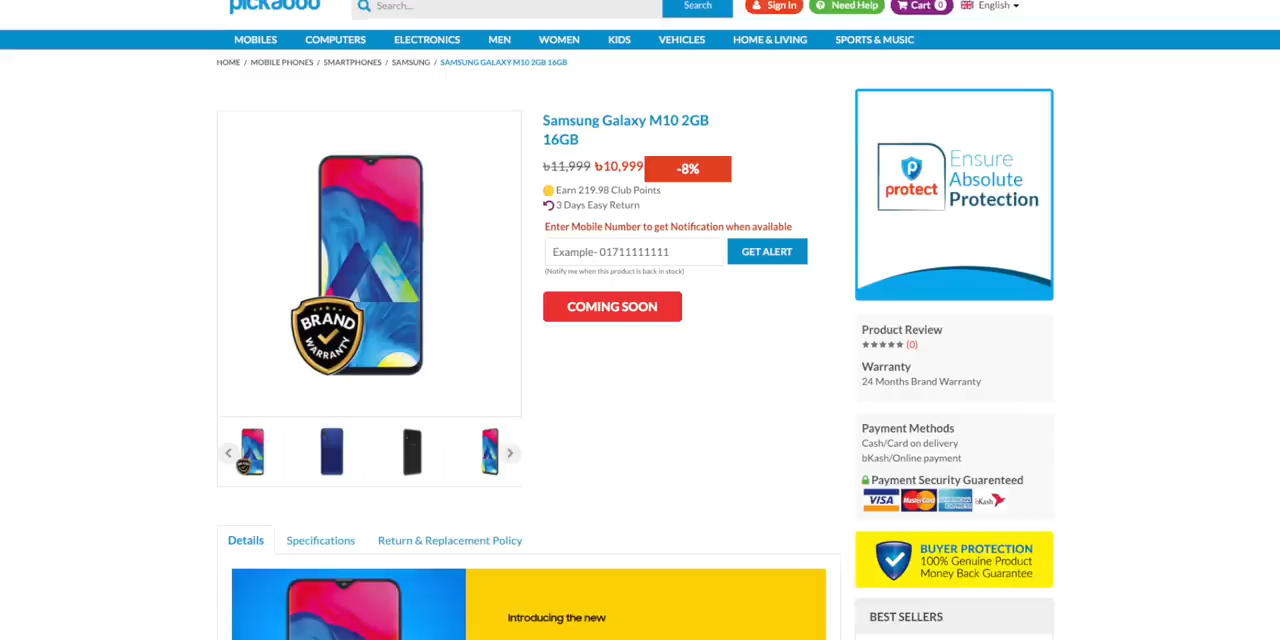 pickaboo
Search...
Search
Sign In
Need Help
Cart 0
English
MOBILES
COMPUTERS
ELECTRONICS
MEN
WOMEN
KIDS
VEHICLES
HOME & LIVING
SPORTS & MUSIC
HOME / MOBILE PHONES / SMARTPHONES / SAMSUNG / SAMSUNG GALAXY M10 2GB 16GB
BRAND
WARRANTY
Samsung Galaxy M10 2GB
16GB
৳11,999 ৳10,999 -8%
Earn 219.98 Club Points
3 Days Easy Return
Enter Mobile Number to get Notification when available
Example- 01711111111
GET ALERT
(Notify me when this product is back in stock)
COMING SOON
protect
Ensure
Absolute
Protection
Product Review
(0)
Warranty
24 Months Brand Warranty
Payment Methods
Cash/Card on delivery
bKash/Online payment
Payment Security Guarenteed
VISA
MasterCard
bKash
BUYER PROTECTION
100% Genuine Product
Money Back Guarantee
BEST SELLERS
Details
Specifications
Return & Replacement Policy
Introducing the new